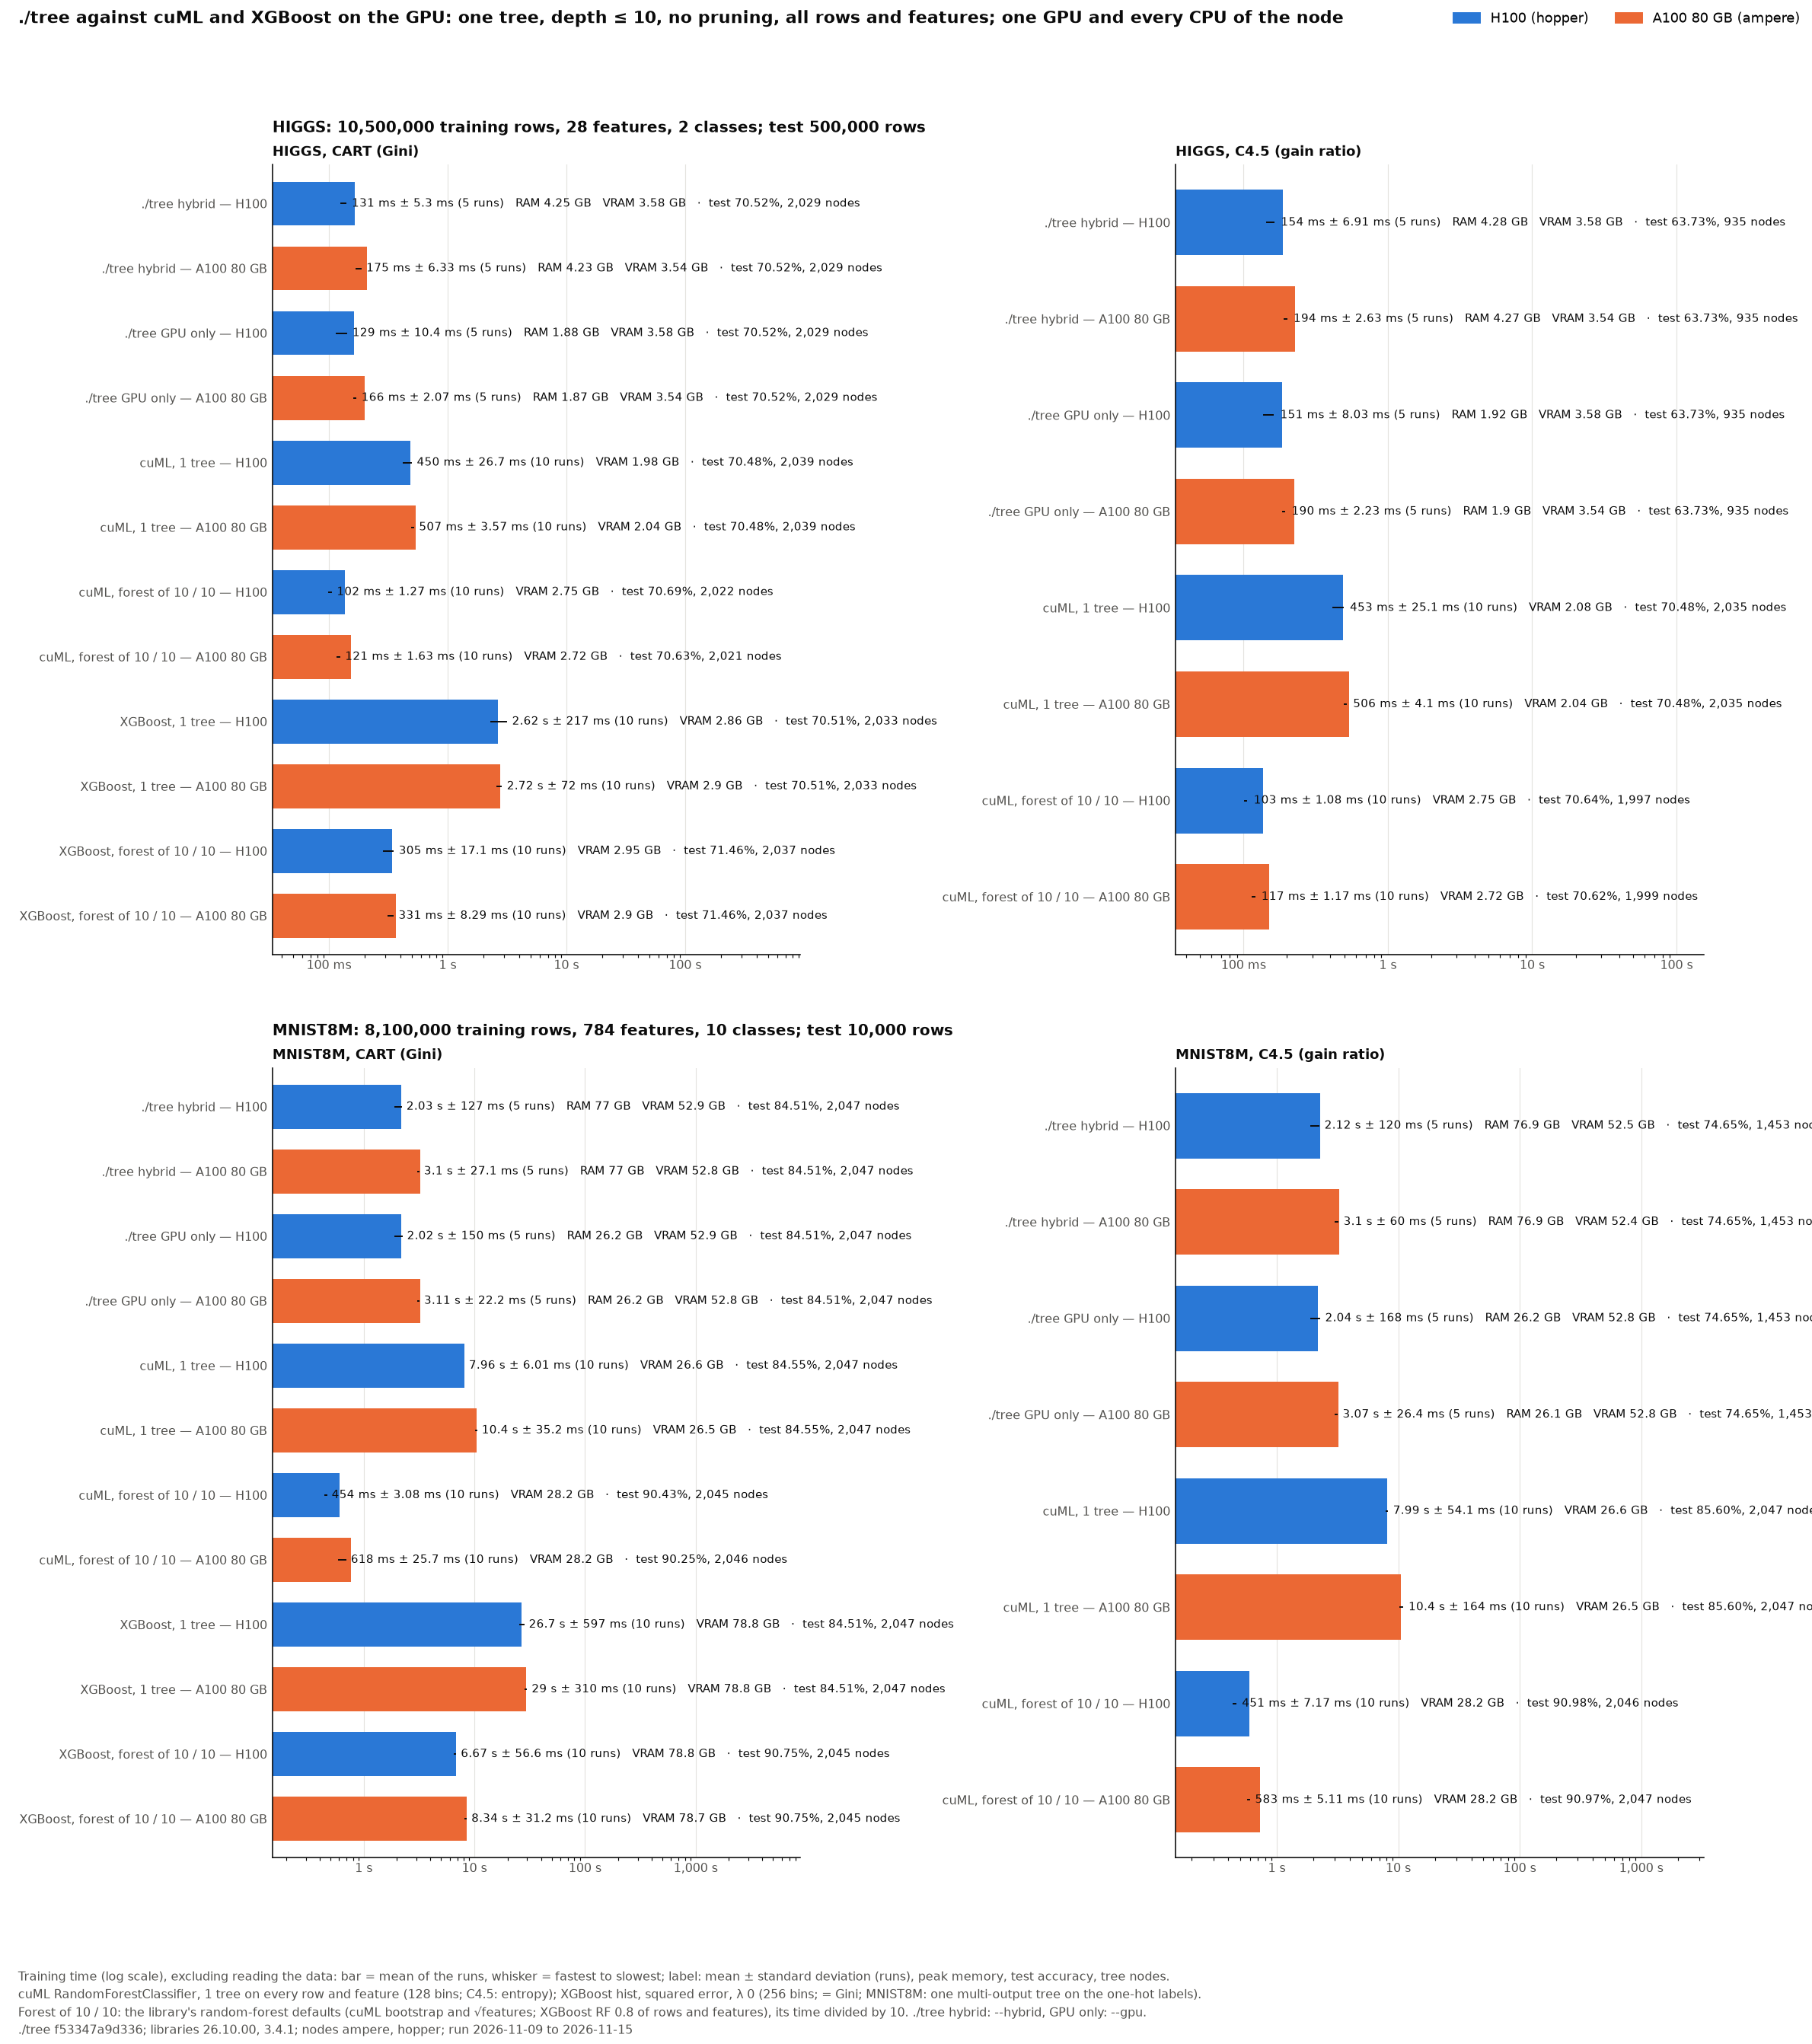 ./tree against cuML and XGBoost on the GPU: one tree, depth ≤ 10, no pruning, all rows and features; one GPU and every CPU of the node
H100 (hopper)
A100 80 GB (ampere)
HIGGS: 10,500,000 training rows, 28 features, 2 classes; test 500,000 rows
HIGGS, CART (Gini)
./tree hybrid — H100
131 ms ± 5.3 ms (5 runs) RAM 4.25 GB VRAM 3.58 GB · test 70.52%, 2,029 nodes
./tree hybrid — A100 80 GB
175 ms ± 6.33 ms (5 runs) RAM 4.23 GB VRAM 3.54 GB · test 70.52%, 2,029 nodes
./tree GPU only — H100
129 ms ± 10.4 ms (5 runs) RAM 1.88 GB VRAM 3.58 GB · test 70.52%, 2,029 nodes
./tree GPU only — A100 80 GB
166 ms ± 2.07 ms (5 runs) RAM 1.87 GB VRAM 3.54 GB · test 70.52%, 2,029 nodes
cuML, 1 tree — H100
450 ms ± 26.7 ms (10 runs) VRAM 1.98 GB · test 70.48%, 2,039 nodes
cuML, 1 tree — A100 80 GB
507 ms ± 3.57 ms (10 runs) VRAM 2.04 GB · test 70.48%, 2,039 nodes
cuML, forest of 10 / 10 — H100
102 ms ± 1.27 ms (10 runs) VRAM 2.75 GB · test 70.69%, 2,022 nodes
cuML, forest of 10 / 10 — A100 80 GB
121 ms ± 1.63 ms (10 runs) VRAM 2.72 GB · test 70.63%, 2,021 nodes
XGBoost, 1 tree — H100
2.62 s ± 217 ms (10 runs) VRAM 2.86 GB · test 70.51%, 2,033 nodes
XGBoost, 1 tree — A100 80 GB
2.72 s ± 72 ms (10 runs) VRAM 2.9 GB · test 70.51%, 2,033 nodes
XGBoost, forest of 10 / 10 — H100
305 ms ± 17.1 ms (10 runs) VRAM 2.95 GB · test 71.46%, 2,037 nodes
XGBoost, forest of 10 / 10 — A100 80 GB
331 ms ± 8.29 ms (10 runs) VRAM 2.9 GB · test 71.46%, 2,037 nodes
100 ms 1 s 10 s 100 s
HIGGS, C4.5 (gain ratio)
./tree hybrid — H100
154 ms ± 6.91 ms (5 runs) RAM 4.28 GB VRAM 3.58 GB · test 63.73%, 935 nodes
./tree hybrid — A100 80 GB
194 ms ± 2.63 ms (5 runs) RAM 4.27 GB VRAM 3.54 GB · test 63.73%, 935 nodes
./tree GPU only — H100
151 ms ± 8.03 ms (5 runs) RAM 1.92 GB VRAM 3.58 GB · test 63.73%, 935 nodes
./tree GPU only — A100 80 GB
190 ms ± 2.23 ms (5 runs) RAM 1.9 GB VRAM 3.54 GB · test 63.73%, 935 nodes
cuML, 1 tree — H100
453 ms ± 25.1 ms (10 runs) VRAM 2.08 GB · test 70.48%, 2,035 nodes
cuML, 1 tree — A100 80 GB
506 ms ± 4.1 ms (10 runs) VRAM 2.04 GB · test 70.48%, 2,035 nodes
cuML, forest of 10 / 10 — H100
103 ms ± 1.08 ms (10 runs) VRAM 2.75 GB · test 70.64%, 1,997 nodes
cuML, forest of 10 / 10 — A100 80 GB
117 ms ± 1.17 ms (10 runs) VRAM 2.72 GB · test 70.62%, 1,999 nodes
100 ms 1 s 10 s 100 s
MNIST8M: 8,100,000 training rows, 784 features, 10 classes; test 10,000 rows
MNIST8M, CART (Gini)
./tree hybrid — H100
2.03 s ± 127 ms (5 runs) RAM 77 GB VRAM 52.9 GB · test 84.51%, 2,047 nodes
./tree hybrid — A100 80 GB
3.1 s ± 27.1 ms (5 runs) RAM 77 GB VRAM 52.8 GB · test 84.51%, 2,047 nodes
./tree GPU only — H100
2.02 s ± 150 ms (5 runs) RAM 26.2 GB VRAM 52.9 GB · test 84.51%, 2,047 nodes
./tree GPU only — A100 80 GB
3.11 s ± 22.2 ms (5 runs) RAM 26.2 GB VRAM 52.8 GB · test 84.51%, 2,047 nodes
cuML, 1 tree — H100
7.96 s ± 6.01 ms (10 runs) VRAM 26.6 GB · test 84.55%, 2,047 nodes
cuML, 1 tree — A100 80 GB
10.4 s ± 35.2 ms (10 runs) VRAM 26.5 GB · test 84.55%, 2,047 nodes
cuML, forest of 10 / 10 — H100
454 ms ± 3.08 ms (10 runs) VRAM 28.2 GB · test 90.43%, 2,045 nodes
cuML, forest of 10 / 10 — A100 80 GB
618 ms ± 25.7 ms (10 runs) VRAM 28.2 GB · test 90.25%, 2,046 nodes
XGBoost, 1 tree — H100
26.7 s ± 597 ms (10 runs) VRAM 78.8 GB · test 84.51%, 2,047 nodes
XGBoost, 1 tree — A100 80 GB
29 s ± 310 ms (10 runs) VRAM 78.8 GB · test 84.51%, 2,047 nodes
XGBoost, forest of 10 / 10 — H100
6.67 s ± 56.6 ms (10 runs) VRAM 78.8 GB · test 90.75%, 2,045 nodes
XGBoost, forest of 10 / 10 — A100 80 GB
8.34 s ± 31.2 ms (10 runs) VRAM 78.7 GB · test 90.75%, 2,045 nodes
1 s 10 s 100 s 1,000 s
MNIST8M, C4.5 (gain ratio)
./tree hybrid — H100
2.12 s ± 120 ms (5 runs) RAM 76.9 GB VRAM 52.5 GB · test 74.65%, 1,453 no
./tree hybrid — A100 80 GB
3.1 s ± 60 ms (5 runs) RAM 76.9 GB VRAM 52.4 GB · test 74.65%, 1,453 no
./tree GPU only — H100
2.04 s ± 168 ms (5 runs) RAM 26.2 GB VRAM 52.8 GB · test 74.65%, 1,453 no
./tree GPU only — A100 80 GB
3.07 s ± 26.4 ms (5 runs) RAM 26.1 GB VRAM 52.8 GB · test 74.65%, 1,453
cuML, 1 tree — H100
7.99 s ± 54.1 ms (10 runs) VRAM 26.6 GB · test 85.60%, 2,047 node
cuML, 1 tree — A100 80 GB
10.4 s ± 164 ms (10 runs) VRAM 26.5 GB · test 85.60%, 2,047 no
cuML, forest of 10 / 10 — H100
451 ms ± 7.17 ms (10 runs) VRAM 28.2 GB · test 90.98%, 2,046 nodes
cuML, forest of 10 / 10 — A100 80 GB
583 ms ± 5.11 ms (10 runs) VRAM 28.2 GB · test 90.97%, 2,047 nodes
1 s 10 s 100 s 1,000 s
Training time (log scale), excluding reading the data: bar = mean of the runs, whisker = fastest to slowest; label: mean ± standard deviation (runs), peak memory, test accuracy, tree nodes.
cuML RandomForestClassifier, 1 tree on every row and feature (128 bins; C4.5: entropy); XGBoost hist, squared error, λ 0 (256 bins; = Gini; MNIST8M: one multi-output tree on the one-hot labels).
Forest of 10 / 10: the library's random-forest defaults (cuML bootstrap and √features; XGBoost RF 0.8 of rows and features), its time divided by 10. ./tree hybrid: --hybrid, GPU only: --gpu.
./tree f53347a9d336; libraries 26.10.00, 3.4.1; nodes ampere, hopper; run 2026-11-09 to 2026-11-15